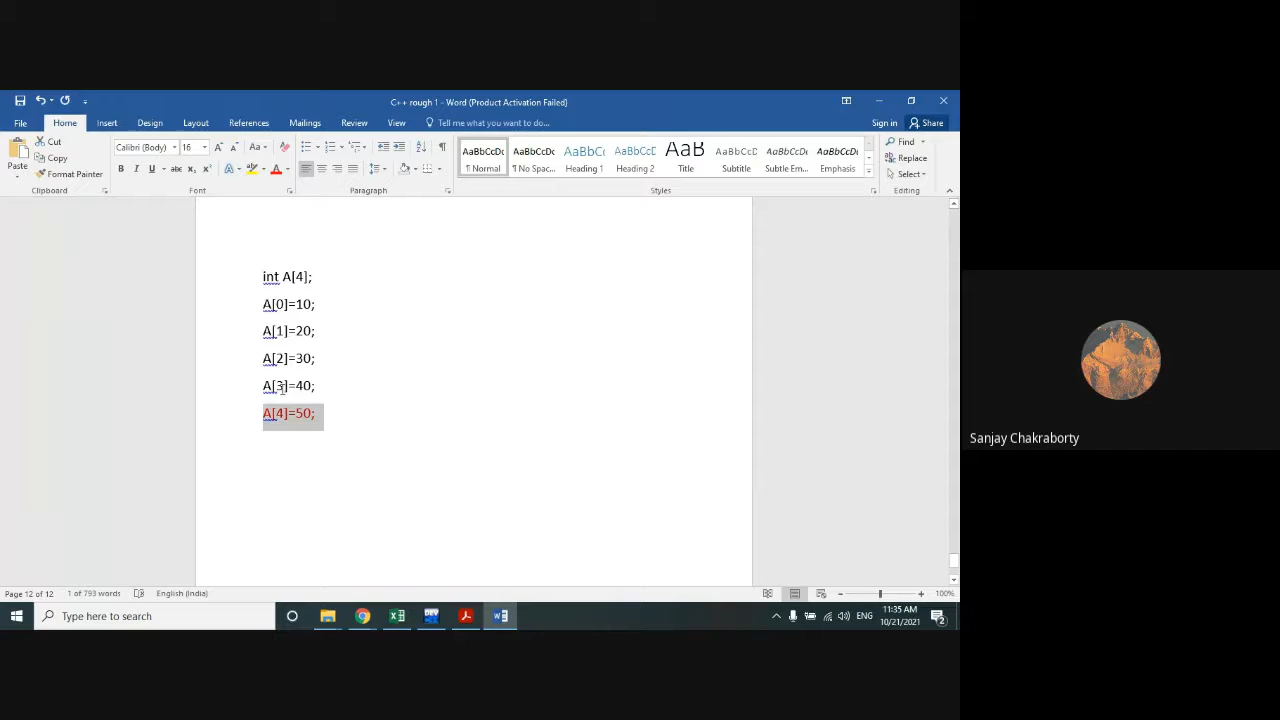 C++ rough 1 - Word (Product Activation Failed)
File Home Insert Design Layout References Mailings Review View Tell me what you want to do... Sign in Share
Paste Cut Copy Format Painter
Calibri (Body) 16
AaBbCcDc AaBbCcDc AaBbC AaBbCcC AaB AaBbCcD AaBbCcDc AaBbCcDc
¶ Normal ¶ No Spac... Heading 1 Heading 2 Title Subtitle Subtle Em... Emphasis
Find Replace Select
Clipboard Font Paragraph Styles Editing
int A[4];
A[0]=10;
A[1]=20;
A[2]=30;
A[3]=40;
A[4]=50;
Sanjay Chakraborty
Page 12 of 12 1 of 793 words English (India) 100%
Type here to search DEV ENG 11:35 AM
10/21/2021 2